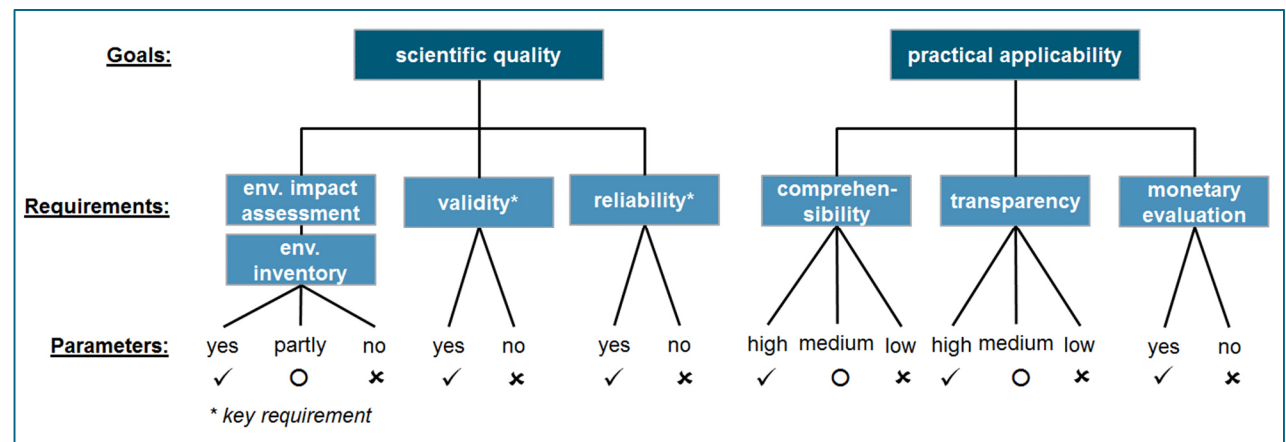 Goals: scientific quality practical applicability
Requirements: env. impact assessment validity* reliability* comprehen-sibility transparency monetary evaluation
env. inventory
Parameters: yes partly no yes no yes no high medium low high medium low yes no
✓ O × ✓ × ✓ × ✓ O × ✓ O × ✓ ×
* key requirement